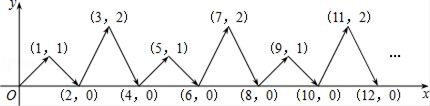 y
(3, 2) (7, 2) (11, 2)
(1, 1) (5, 1) (9, 1) ...
O (2, 0) (4, 0) (6, 0) (8, 0) (10, 0) (12, 0) x